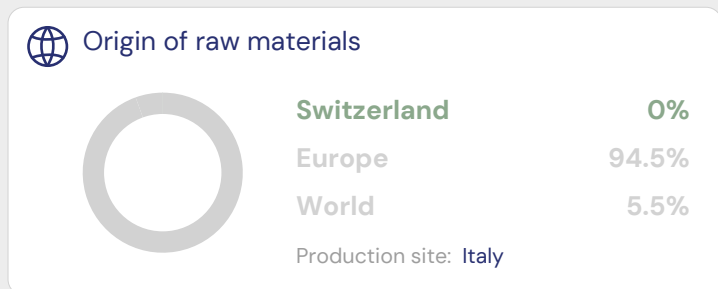 Origin of raw materials
Switzerland 0%
Europe 94.5%
World 5.5%
Production site: Italy